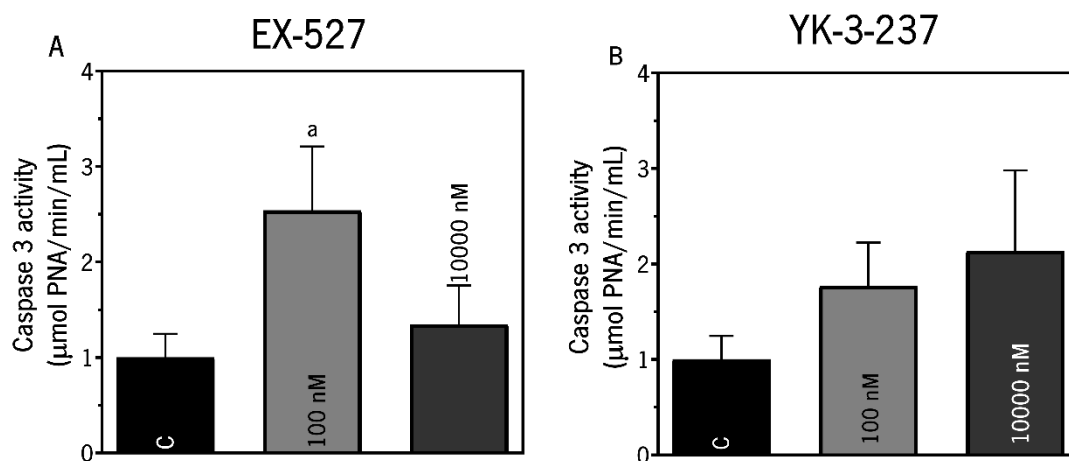 A
EX-527
Caspase 3 activity
(μmol PNA/min/mL)
4
3
2
1
0
a
C
100 nM
10000 nM
B
YK-3-237
Caspase 3 activity
(μmol PNA/min/mL)
4
3
2
1
0
C
100 nM
10000 nM